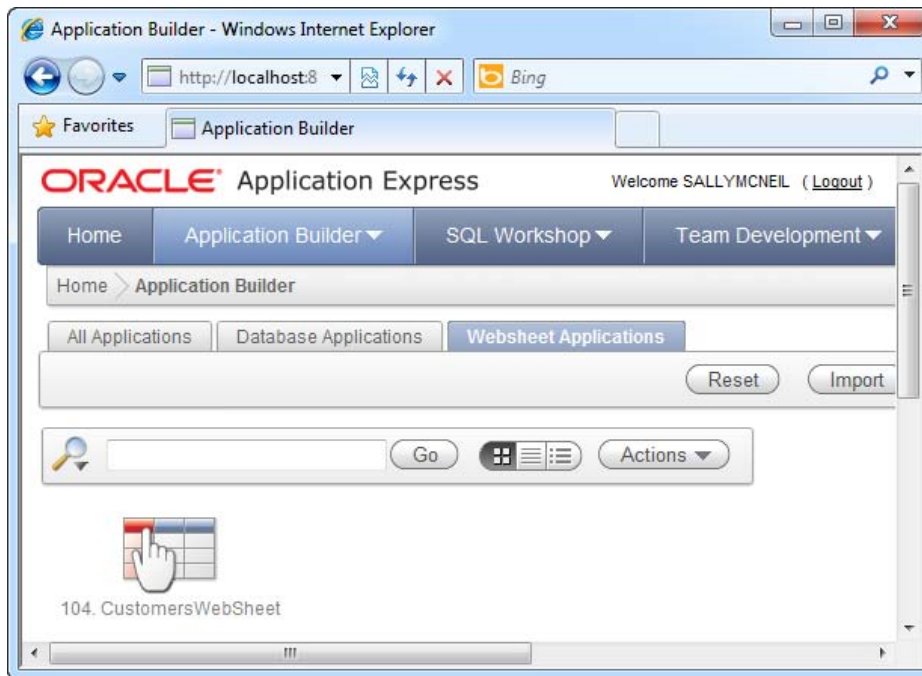 Application Builder - Windows Internet Explorer
http://localhost:8
Bing
Favorites
Application Builder
ORACLE Application Express
Welcome SALLYMCNEIL ( Logout )
Home
Application Builder
SQL Workshop
Team Development
Home
Application Builder
All Applications
Database Applications
Websheet Applications
Reset
Import
Go
Actions
104. CustomersWebSheet